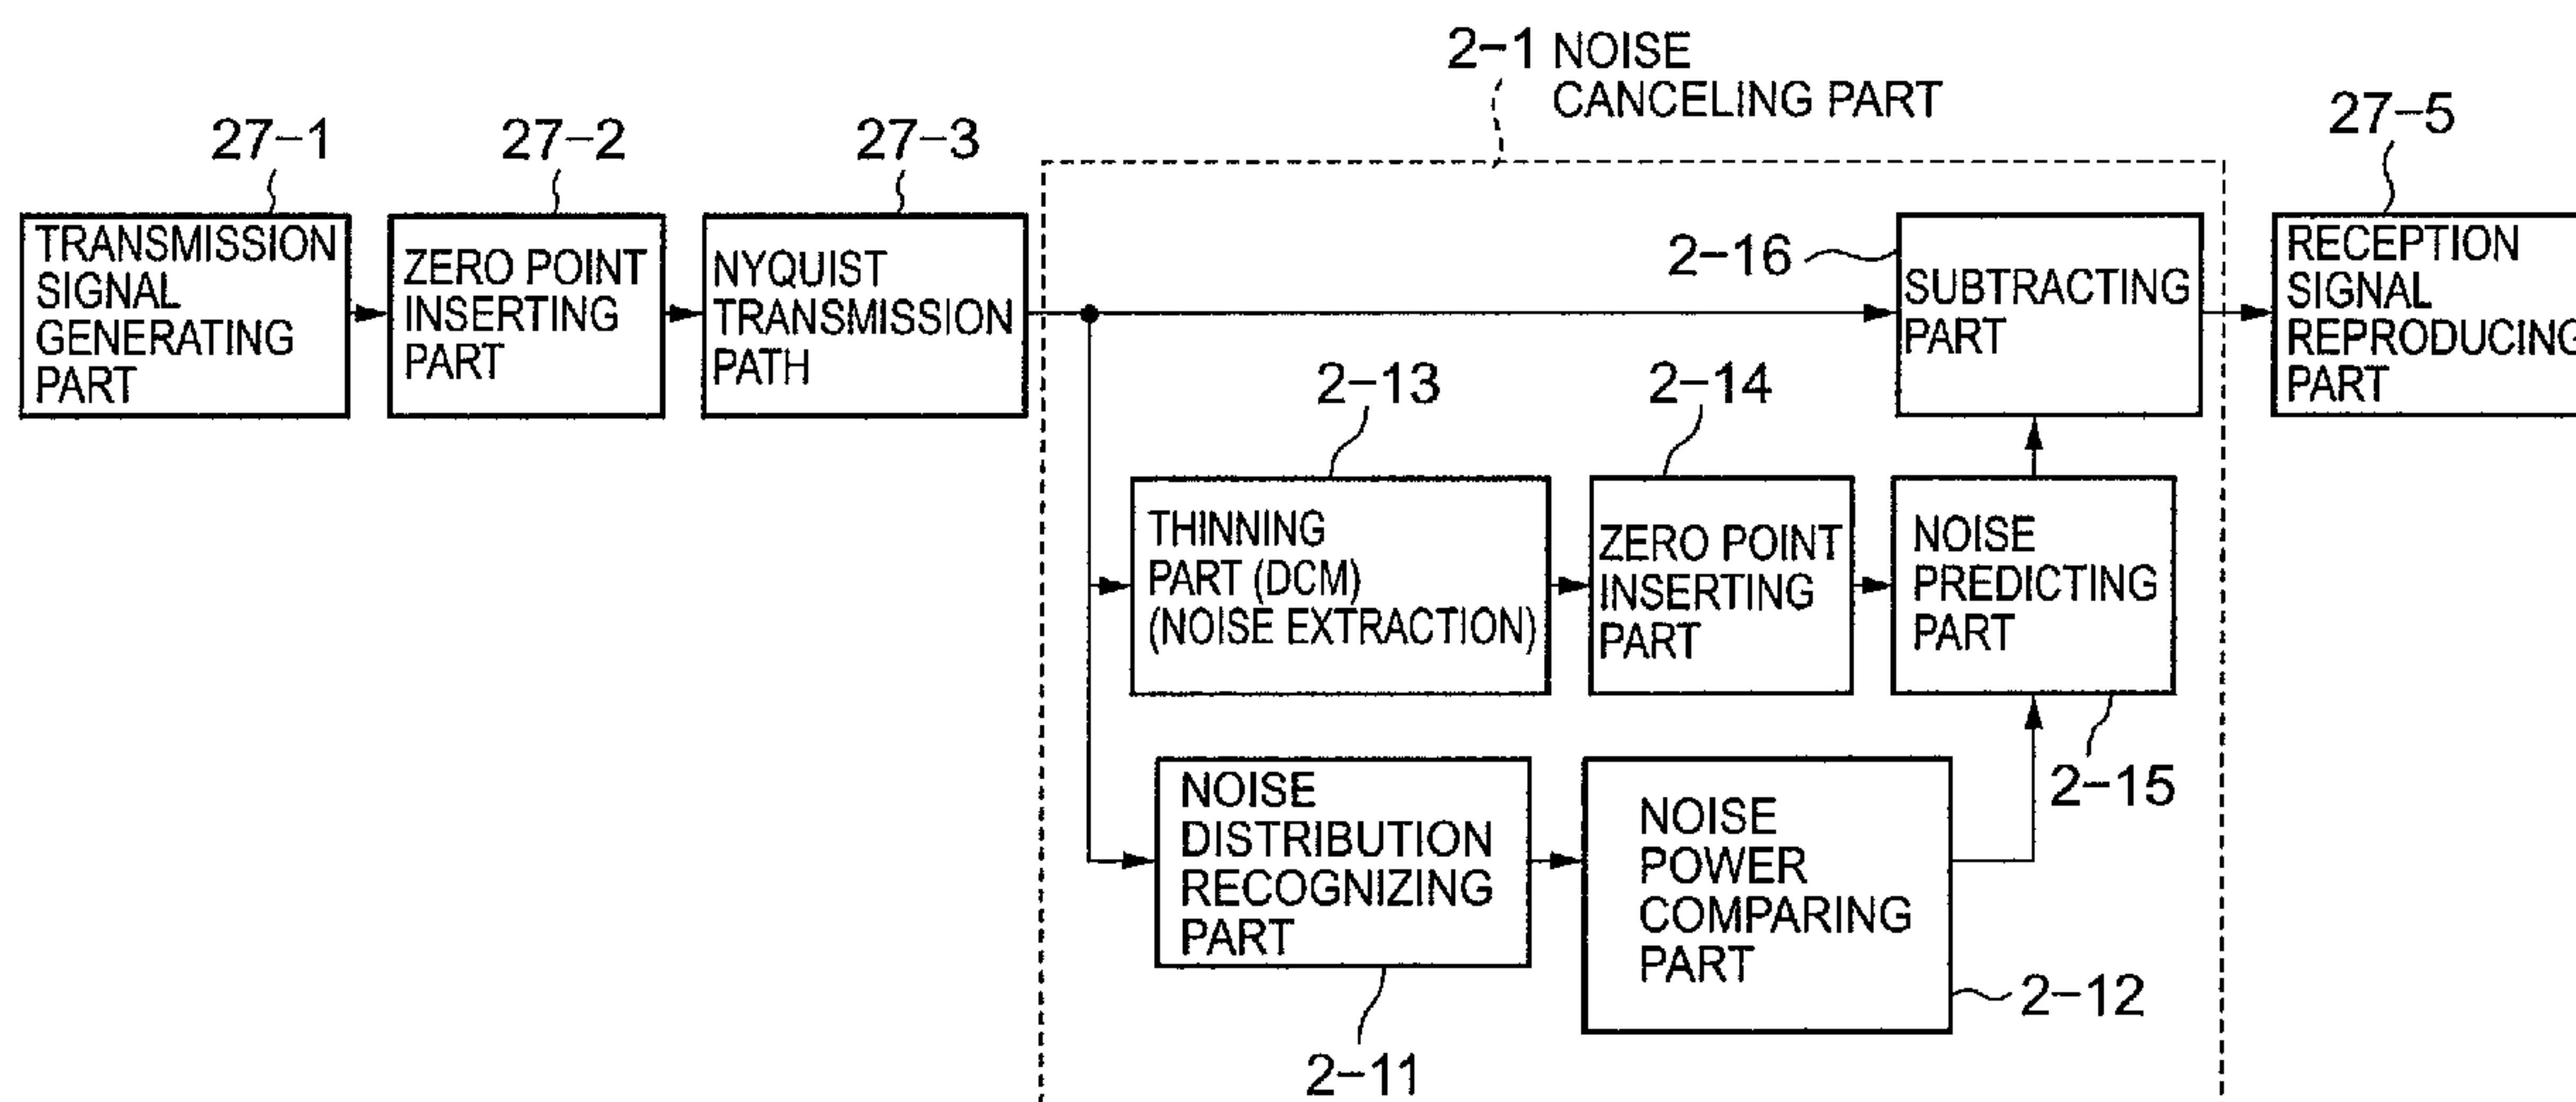 2-1 NOISE
CANCELING PART
27-1
27-2
27-3
27-5
TRANSMISSION
SIGNAL
GENERATING
PART
ZERO POINT
INSERTING
PART
NYQUIST
TRANSMISSION
PATH
2-16
SUBTRACTING
PART
RECEPTION
SIGNAL
REPRODUCING
PART
2-13
2-14
THINNING
PART (DCM)
(NOISE EXTRACTION)
ZERO POINT
INSERTING
PART
NOISE
PREDICTING
PART
2-15
NOISE
DISTRIBUTION
RECOGNIZING
PART
NOISE
POWER
COMPARING
PART
2-12
2-11